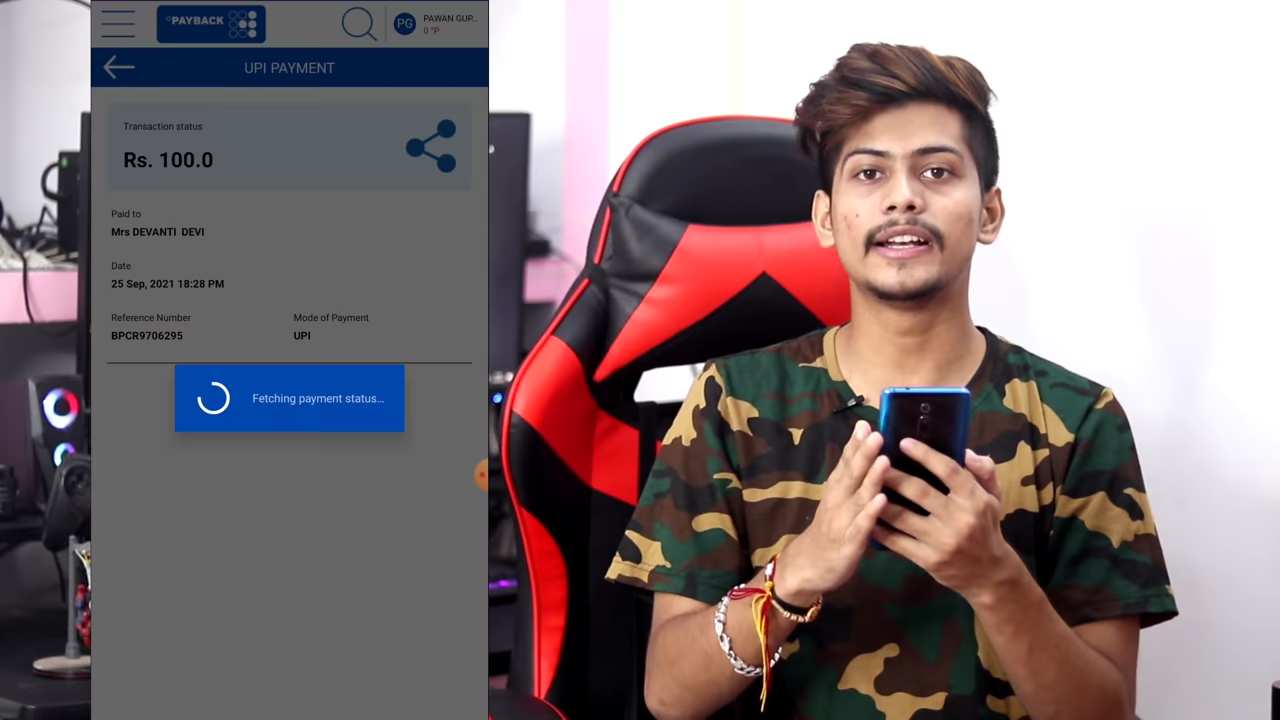 PAYBACK
PG
PAWAN GUP...
0 °P
UPI PAYMENT
Transaction status
Rs. 100.0
Paid to
Mrs DEVANTI DEVI
Date
25 Sep, 2021 18:28 PM
Reference Number
Mode of Payment
BPCR9706295
UPI
Fetching payment status...